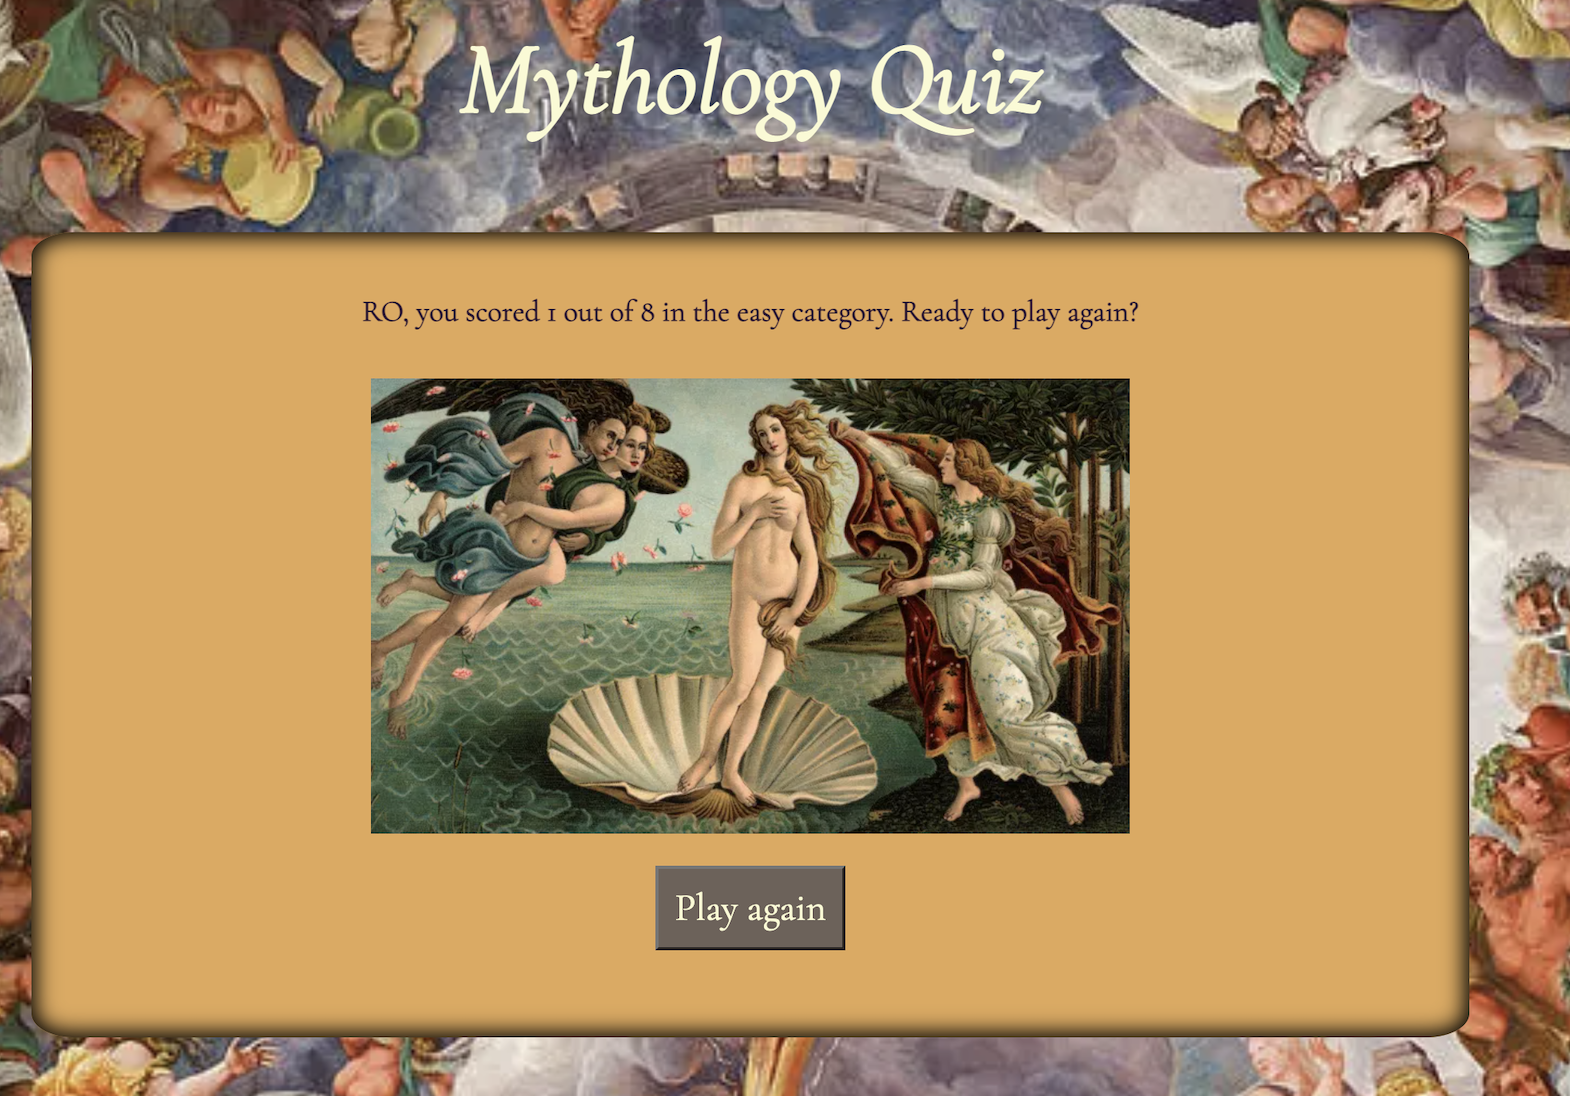 Mythology Quiz
RO, you scored 1 out of 8 in the easy category. Ready to play again?
Play again